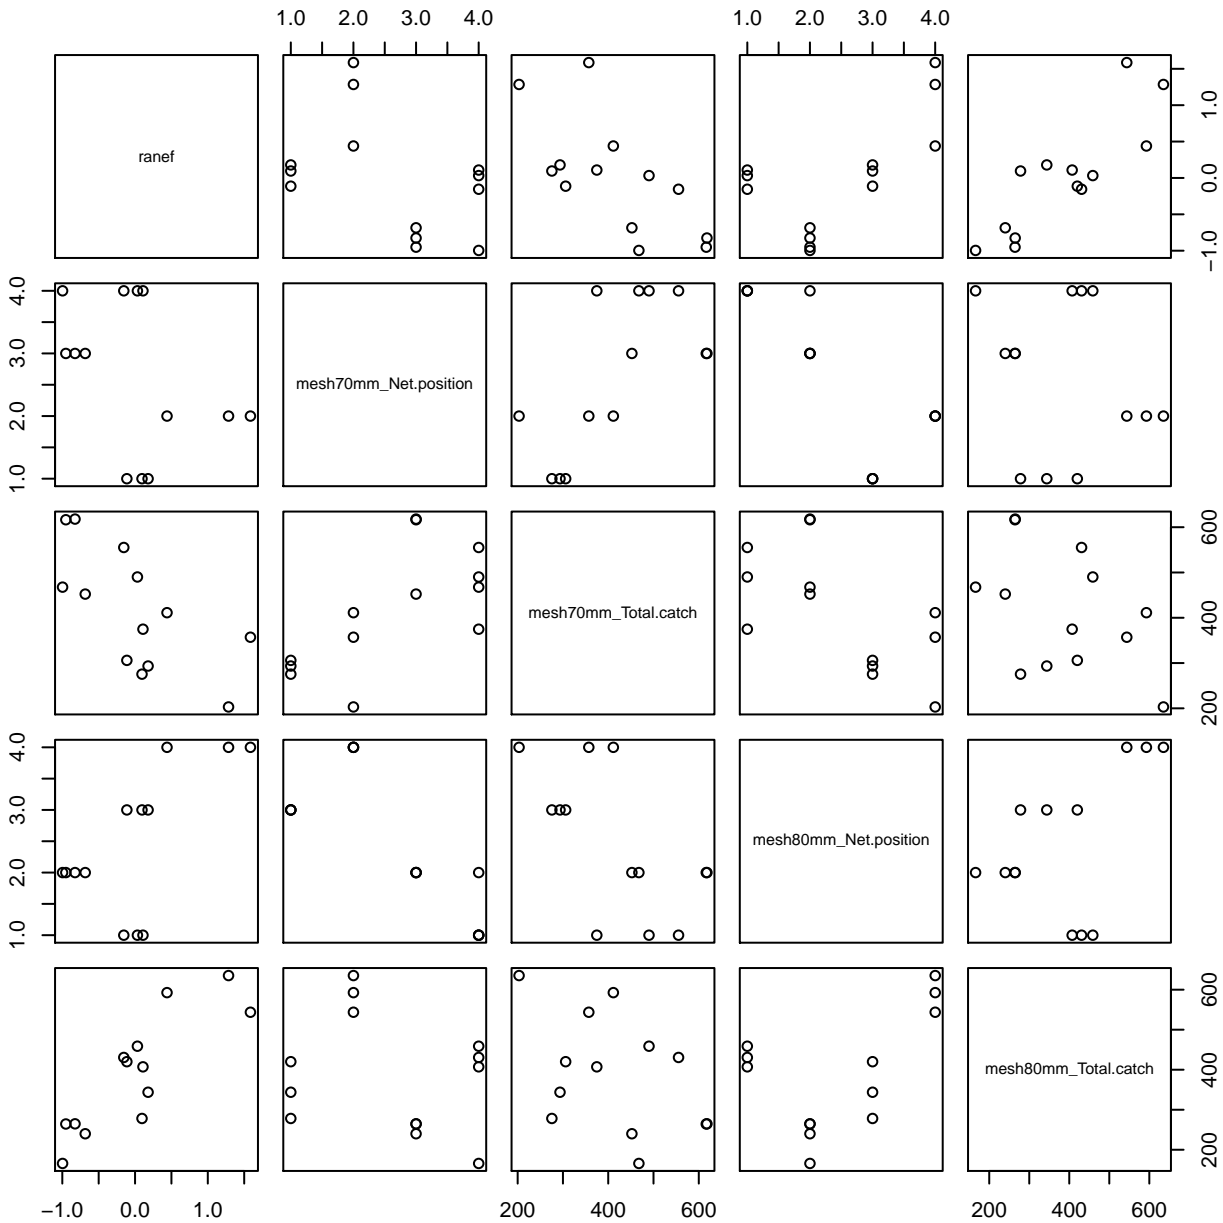 1.0 2.0 3.0 4.0 1.0 2.0 3.0 4.0
ranef
−1.0 0.0 1.0
1.0 2.0 3.0 4.0
mesh70mm_Net.position
mesh70mm_Total.catch
200 400 600
1.0 2.0 3.0 4.0
mesh80mm_Net.position
mesh80mm_Total.catch
200 400 600
−1.0 0.0 1.0 200 400 600 200 400 600